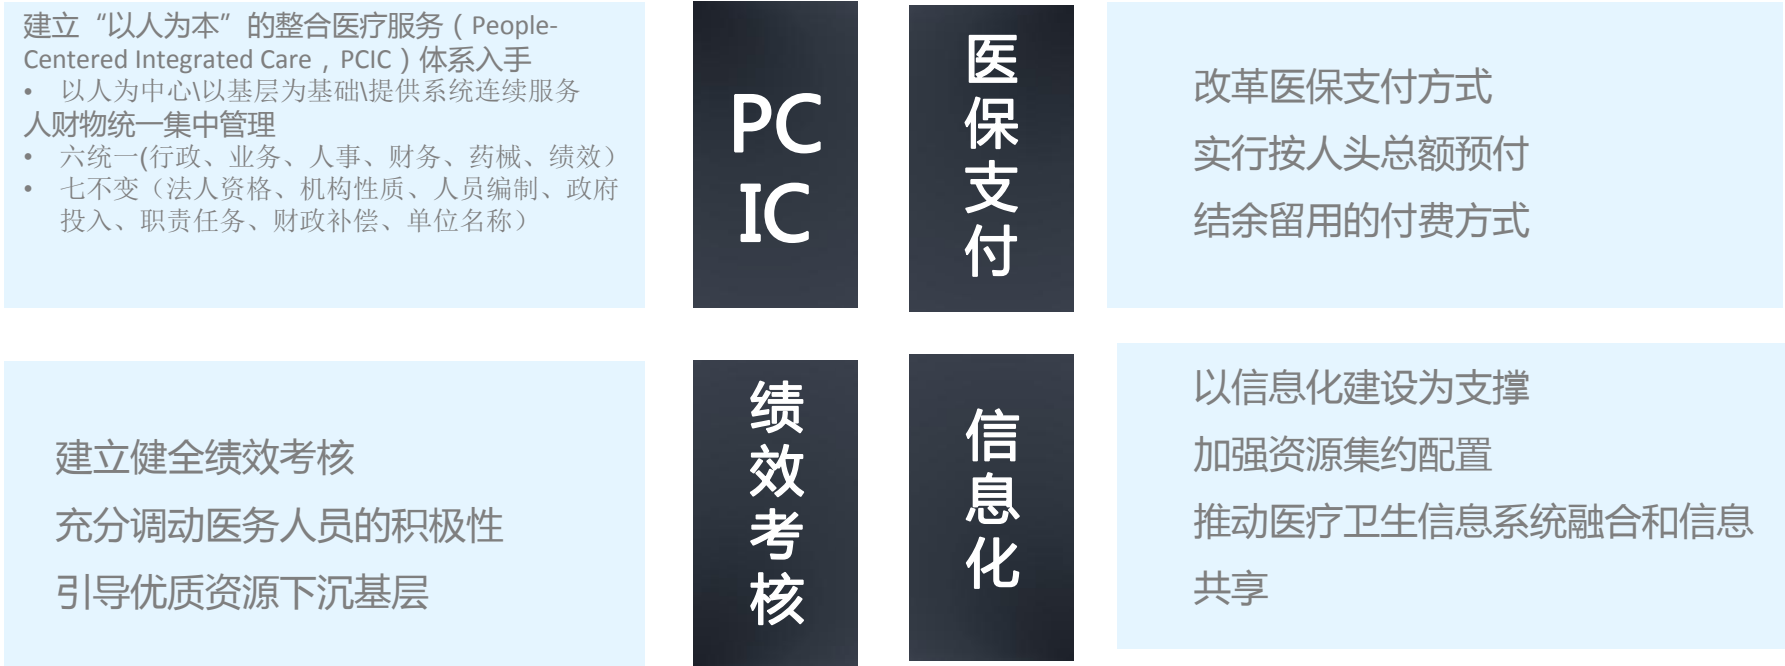 建立“以人为本”的整合医疗服务（People-
Centered Integrated Care，PCIC）体系入手
• 以人为中心\以基层为基础\提供系统连续服务
人财物统一集中管理
• 六统一(行政、业务、人事、财务、药械、绩效）
• 七不变（法人资格、机构性质、人员编制、政府
投入、职责任务、财政补偿、单位名称）
PC
IC
医保支付
改革医保支付方式
实行按人头总额预付
结余留用的付费方式
建立健全绩效考核
充分调动医务人员的积极性
引导优质资源下沉基层
绩效考核
信息化
以信息化建设为支撑
加强资源集约配置
推动医疗卫生信息系统融合和信息
共享